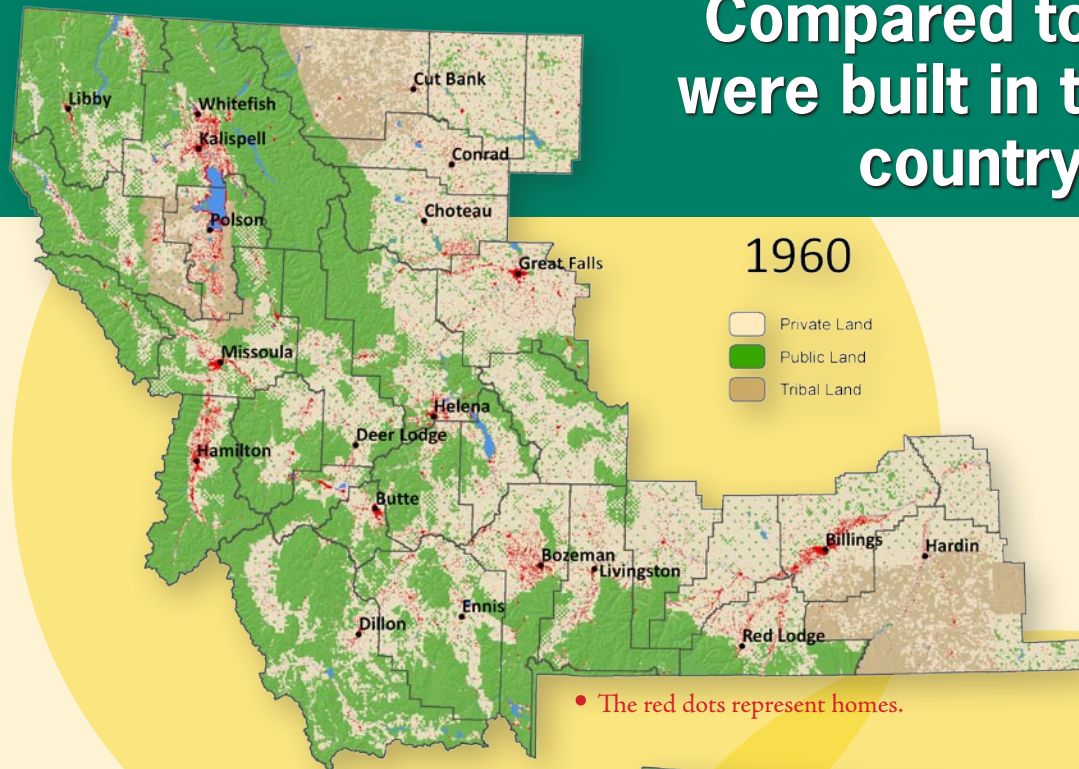 Compared to
were built in t
country
Cut Bank
Libby
Whitefish
Kalispell
Conrad
Choteau
Polson
Great Falls
1960
Private Land
Public Land
Tribal Land
Missoula
Helena
Deer Lodge
Hamilton
Butte
Billings
Hardin
Bozeman
Livingston
Ennis
Dillon
Red Lodge
• The red dots represent homes.